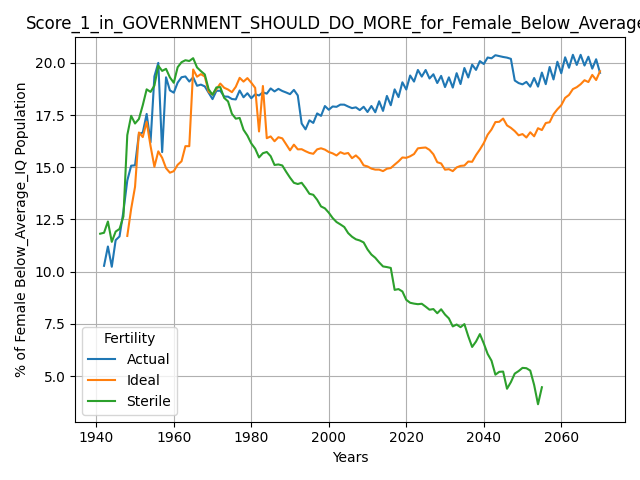 Score_1_in_GOVERNMENT_SHOULD_DO_MORE_for_Female_Below_Average
% of Female Below_Average_IQ Population
20.0
17.5
15.0
12.5
10.0
7.5
5.0
Fertility
Actual
Ideal
Sterile
1940
1960
1980
2000
2020
2040
2060
Years